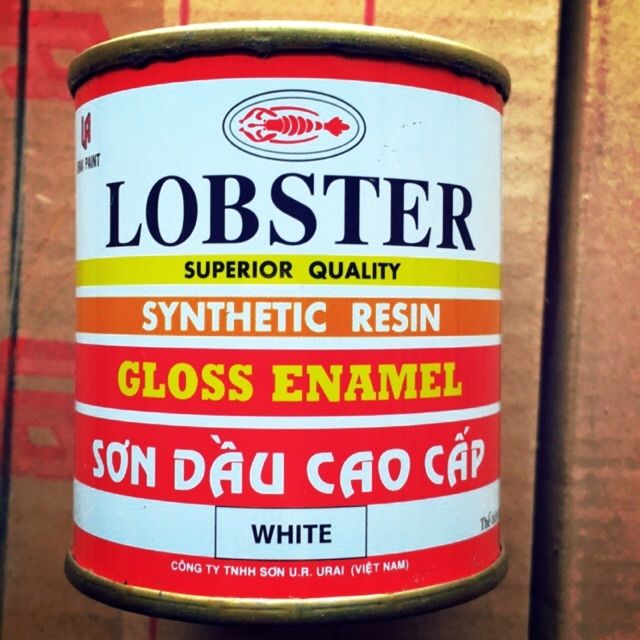 PAINT
LOBSTER
SUPERIOR QUALITY
SYNTHETIC RESIN
GLOSS ENAMEL
SƠN DẦU CAO CẤP
WHITE
CÔNG TY TNHH SƠN U.R. URAI (VIỆT NAM)